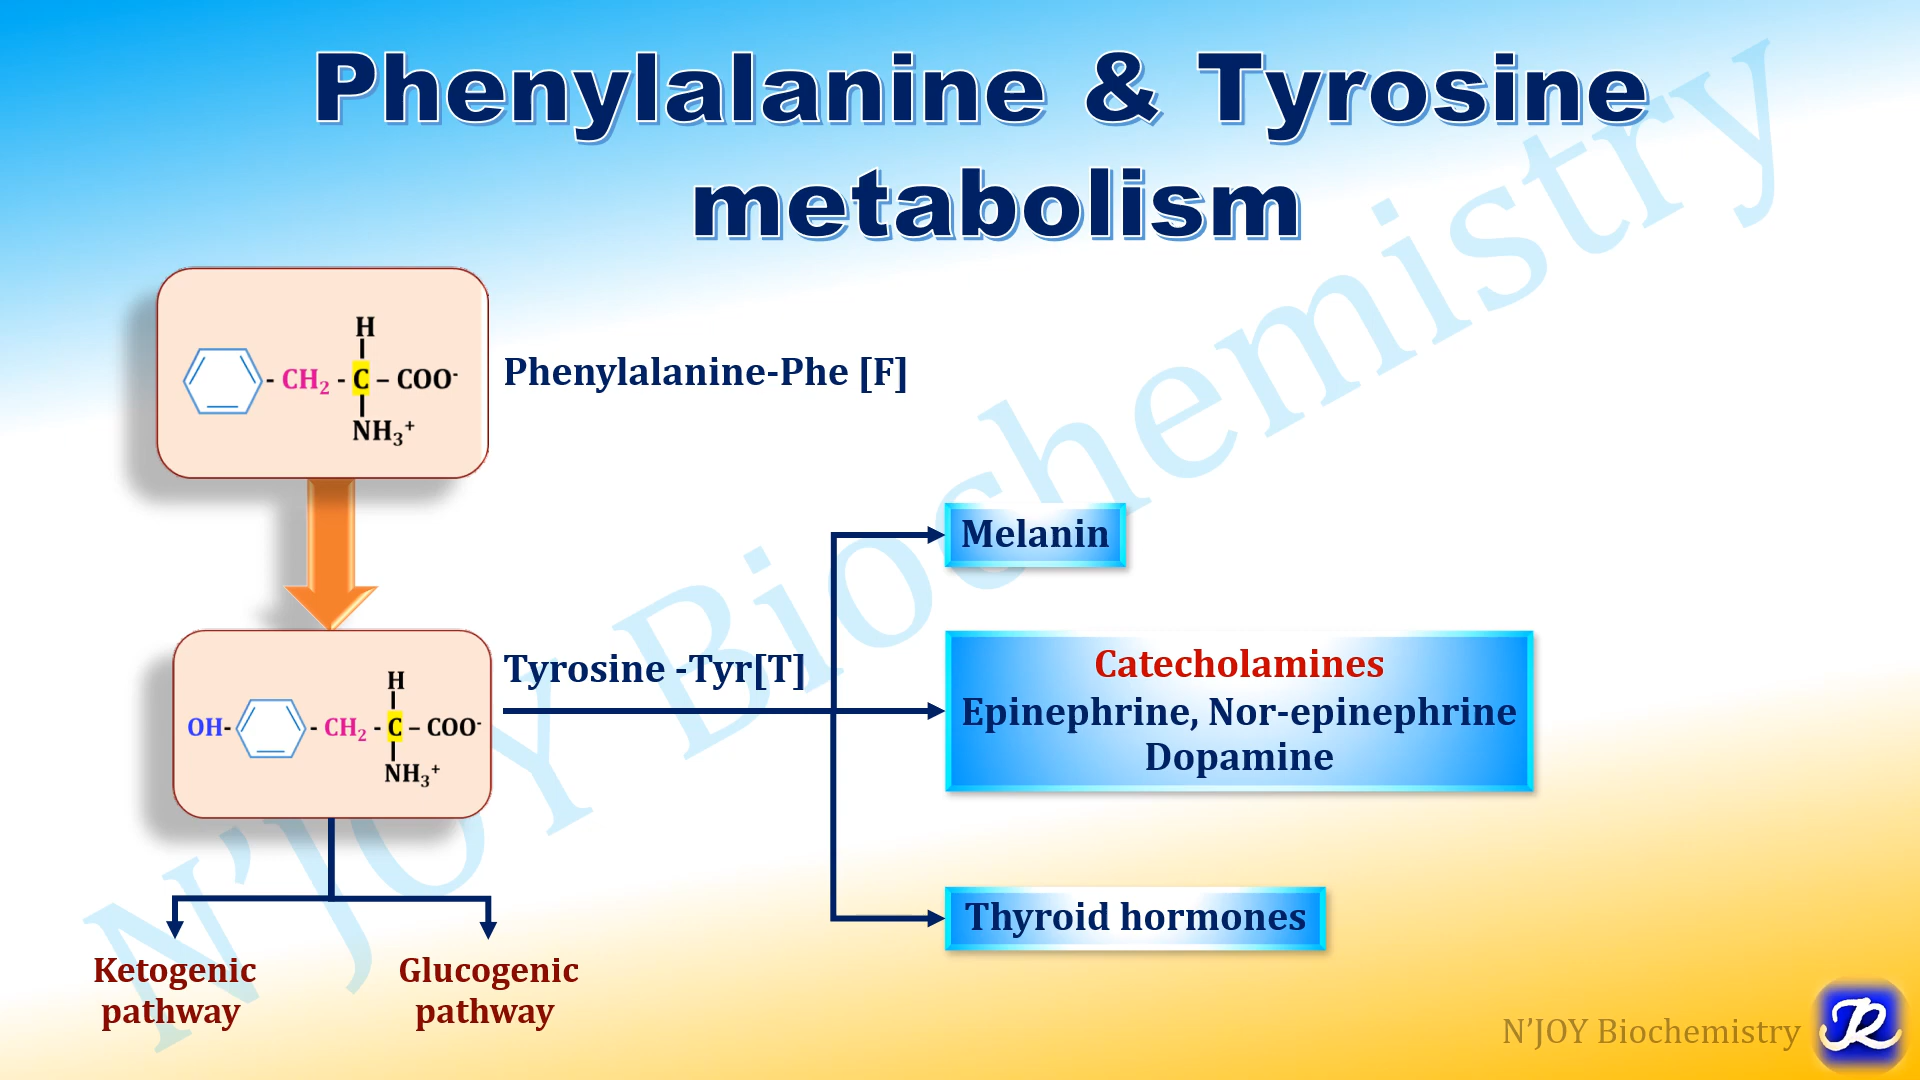 Phenylalanine & Tyrosine
metabolism
H
- CH₂ - C – COO⁻
NH₃⁺
Phenylalanine-Phe [F]
H
OH- - CH₂ - C – COO⁻
NH₃⁺
Tyrosine -Tyr[T]
Melanin
Catecholamines
Epinephrine, Nor-epinephrine
Dopamine
Thyroid hormones
Ketogenic
pathway
Glucogenic
pathway
N'JOY Biochemistry
N'JOY Biochemistry